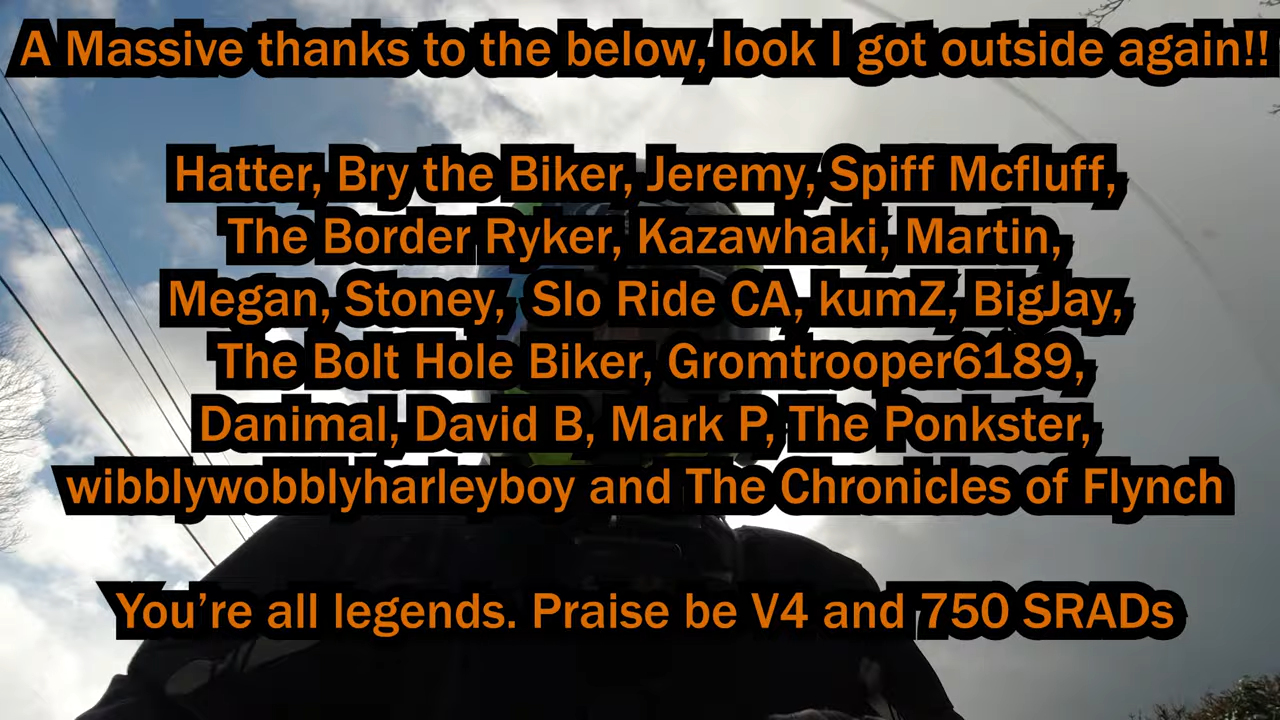 A Massive thanks to the below, look I got outside again!!
Hatter, Bry the Biker, Jeremy, Spiff Mcfluff,
The Border Ryker, Kazawhaki, Martin,
Megan, Stoney, Slo Ride CA, kumZ, BigJay,
The Bolt Hole Biker, Gromtrooper6189,
Danimal, David B, Mark P, The Ponkster,
wibblywobblyharleyboy and The Chronicles of Flynch
You’re all legends. Praise be V4 and 750 SRADs